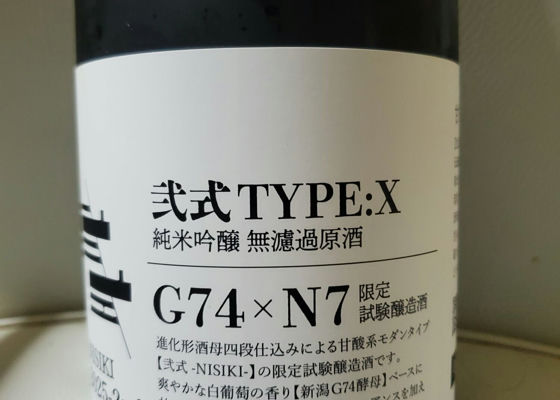 弐式TYPE:X
純米吟醸 無濾過原酒
G74×N7 限定
試験醸造酒
進化形酒母四段仕込みによる甘酸系モダンタイプ
【弐式 -NISIKI-】の限定試験醸造酒です。
爽やかな白葡萄の香り【新潟G74酵母】ベースに
NISIKI